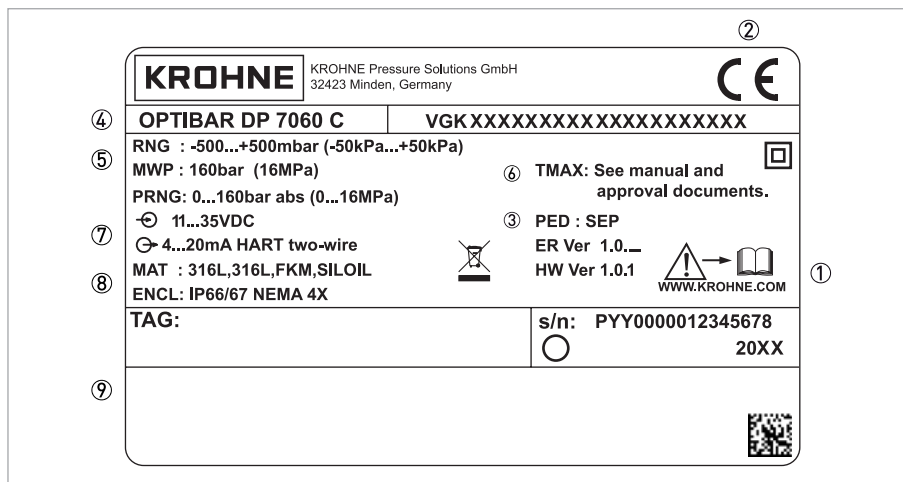 ②
KROHNE
KROHNE Pressure Solutions GmbH
32423 Minden, Germany
CE
④ OPTIBAR DP 7060 C VGK XXXXXXXXXXXXXXXXXXXX
⑤ RNG : -500...+500mbar (-50kPa...+50kPa)
MWP : 160bar (16MPa)
PRNG: 0...160bar abs (0...16MPa)
⑥ TMAX: See manual and
approval documents.
⑦ 11...35VDC
4...20mA HART two-wire
③ PED : SEP
ER Ver 1.0._
HW Ver 1.0.1
⑧ MAT : 316L,316L,FKM,SILOIL
ENCL: IP66/67 NEMA 4X
WWW.KROHNE.COM
①
TAG:
s/n: PYY0000012345678
20XX
⑨